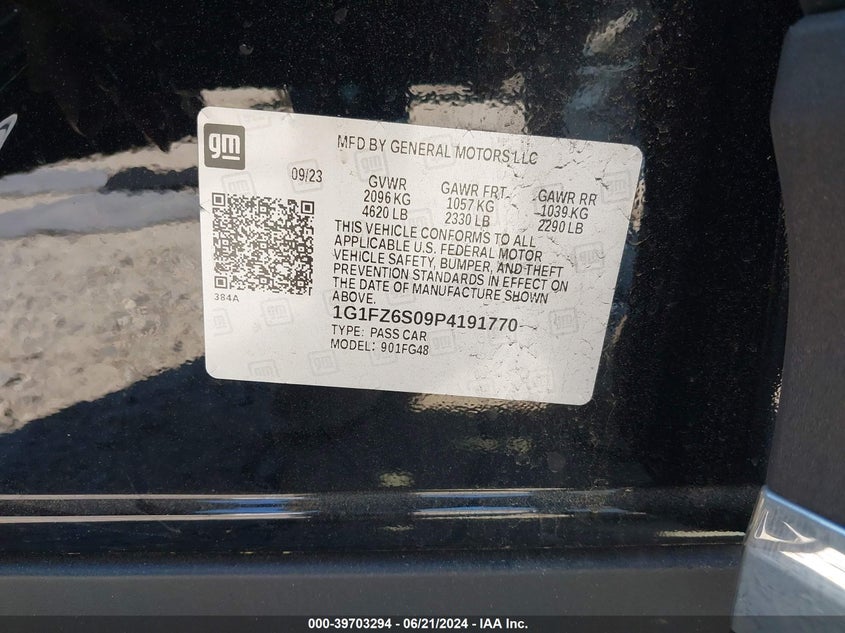 gm
MFD BY GENERAL MOTORS LLC
09/23
GVWR GAWR FRT GAWR RR
2096 KG 1057 KG 1039 KG
4620 LB 2330 LB 2290 LB
THIS VEHICLE CONFORMS TO ALL
APPLICABLE U.S. FEDERAL MOTOR
VEHICLE SAFETY, BUMPER, AND THEFT
PREVENTION STANDARDS IN EFFECT ON
THE DATE OF MANUFACTURE SHOWN
ABOVE.
384A
1G1FZ6S09P4191770
TYPE: PASS CAR
MODEL: 901FG48
000-39703294 - 06/21/2024 - IAA Inc.